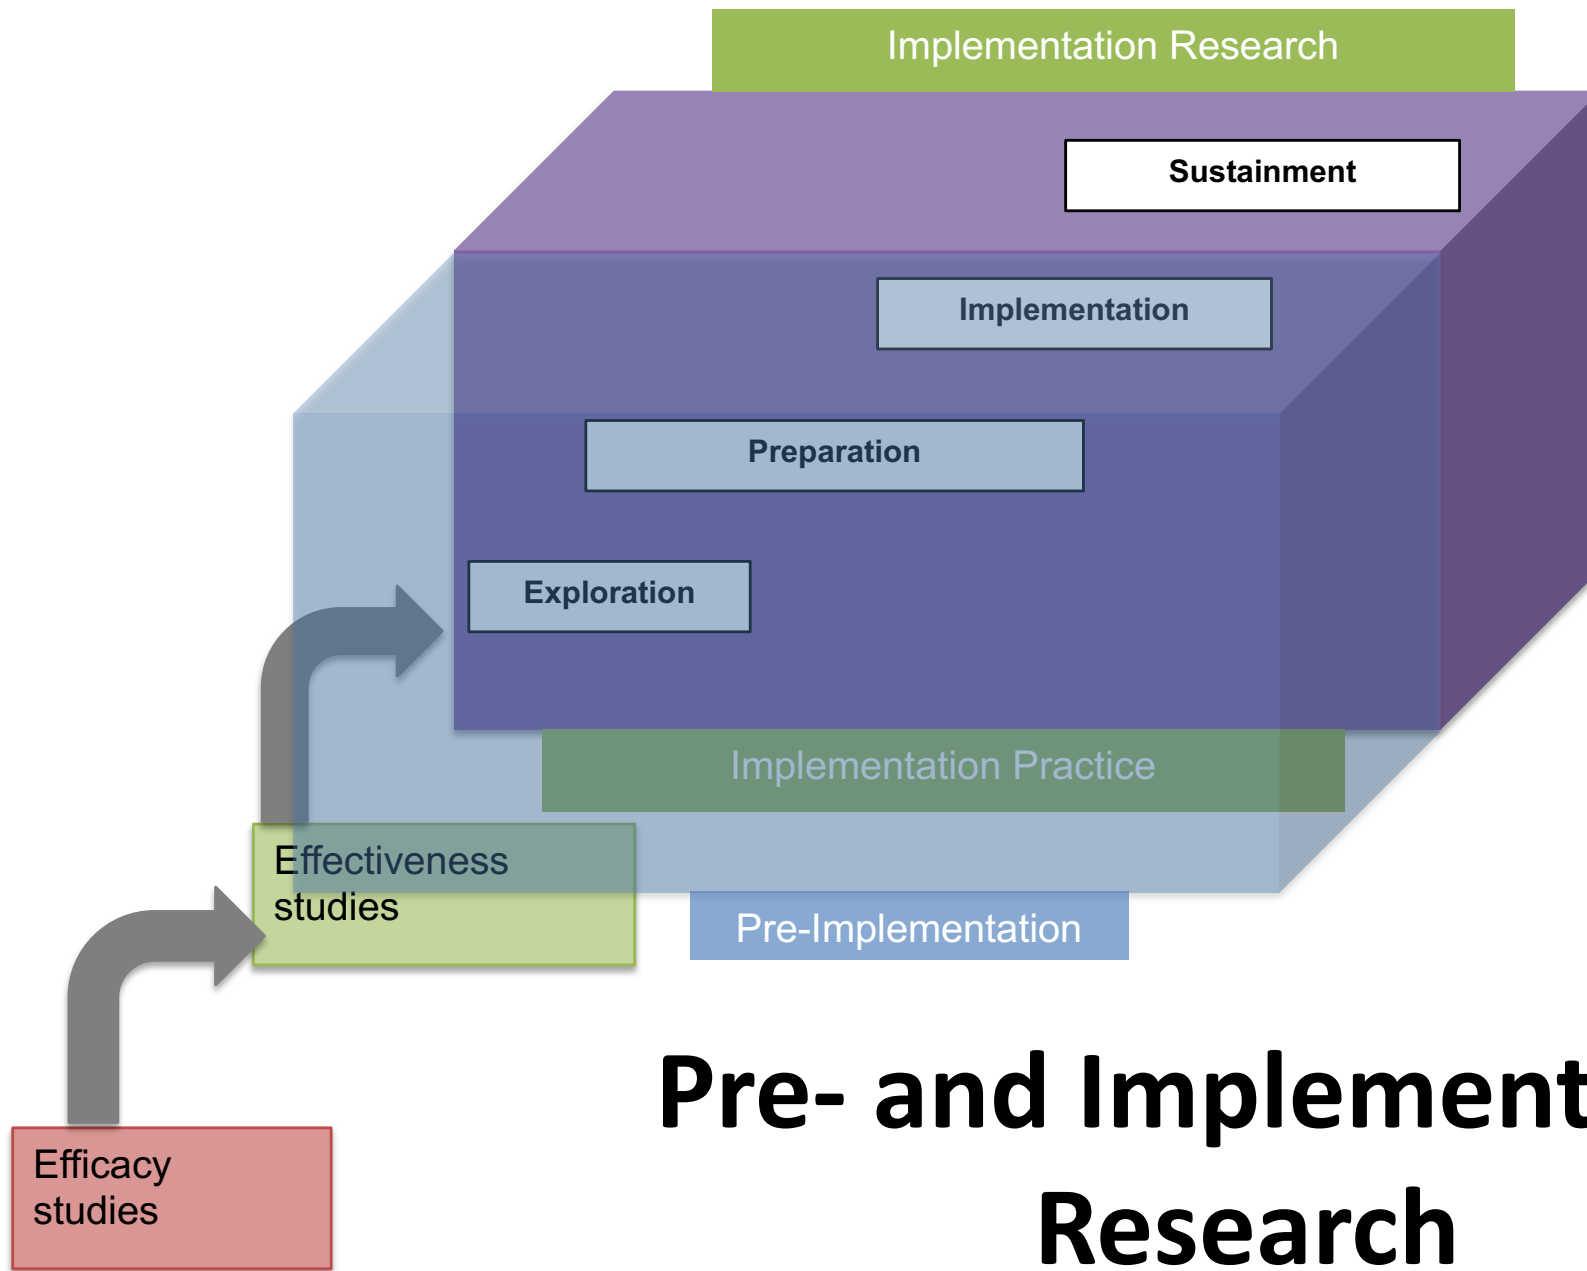 Implementation Research
Sustainment
Implementation
Preparation
Exploration
Implementation Practice
Effectiveness
studies
Pre-Implementation
Efficacy
studies
Pre- and Implement
Research